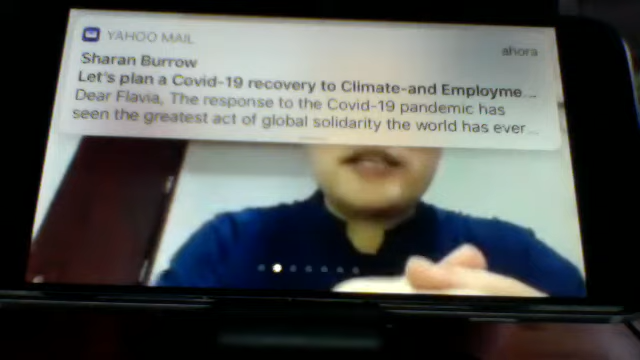 YAHOO MAIL
ahora
Sharan Burrow
Let's plan a Covid-19 recovery to Climate-and Employme...
Dear Flavia, The response to the Covid-19 pandemic has
seen the greatest act of global solidarity the world has ever...